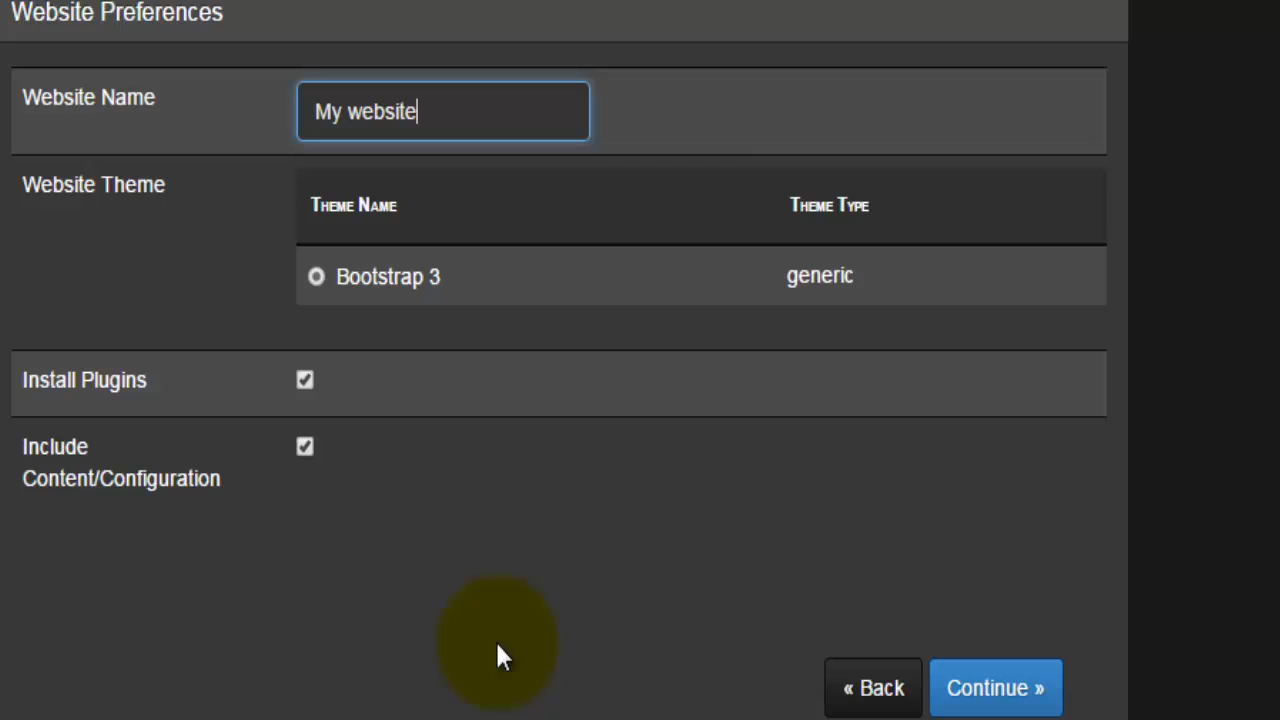 Website Preferences
Website Name
My website
Website Theme
Theme Name
Theme Type
Bootstrap 3
generic
Install Plugins
Include
Content/Configuration
« Back
Continue »